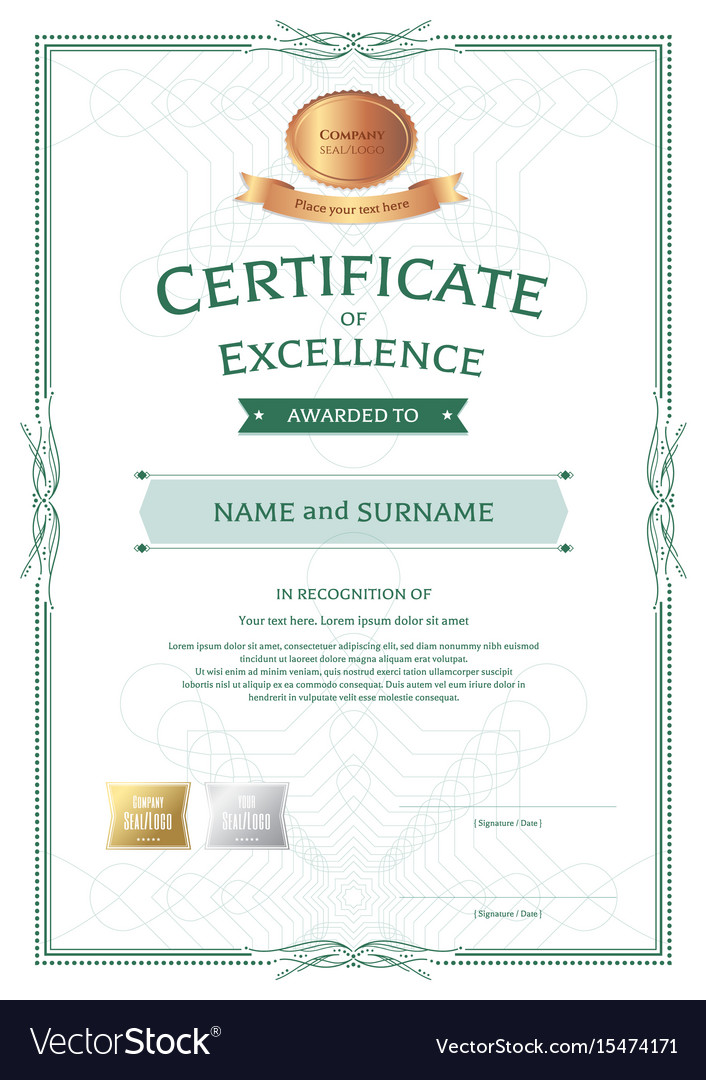 COMPANY
SEAL/LOGO
Place your text here
CERTIFICATE
OF
EXCELLENCE
AWARDED TO
NAME and SURNAME
IN RECOGNITION OF
Your text here. Lorem ipsum dolor sit amet
Lorem ipsum dolor sit amet, consectetuer adipiscing elit, sed diam nonummy nibh euismod
tincidunt ut laoreet dolore magna aliquam erat volutpat.
Ut wisi enim ad minim veniam, quis nostrud exerci tation ullamcorper suscipit
lobortis nisl ut aliquip ex ea commodo consequat. Duis autem vel eum iriure dolor in
hendrerit in vulputate velit esse molestie consequat.
COMPANY
SEAL/LOGO
YOUR
SEAL/LOGO
{ Signature / Date }
{ Signature / Date }
VectorStock®
VectorStock.com/15474171